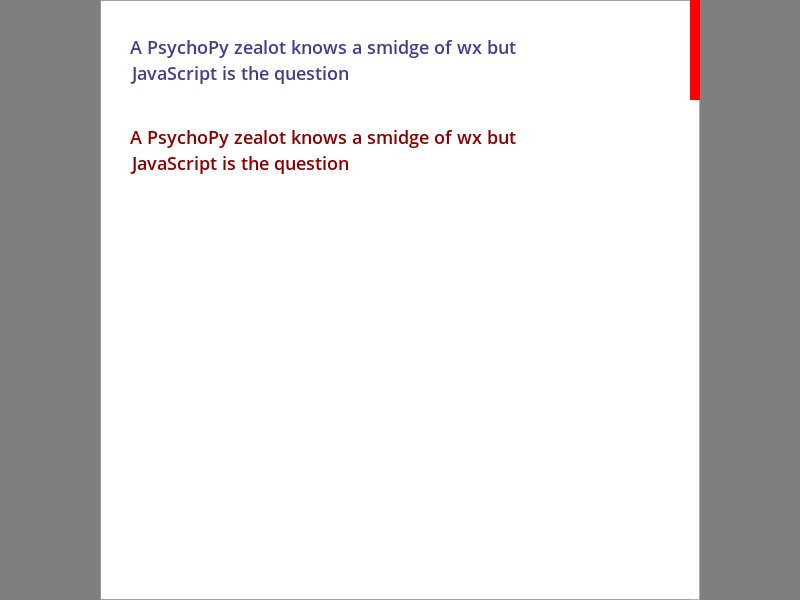 A PsychoPy zealot knows a smidge of wx but
JavaScript is the question
A PsychoPy zealot knows a smidge of wx but
JavaScript is the question